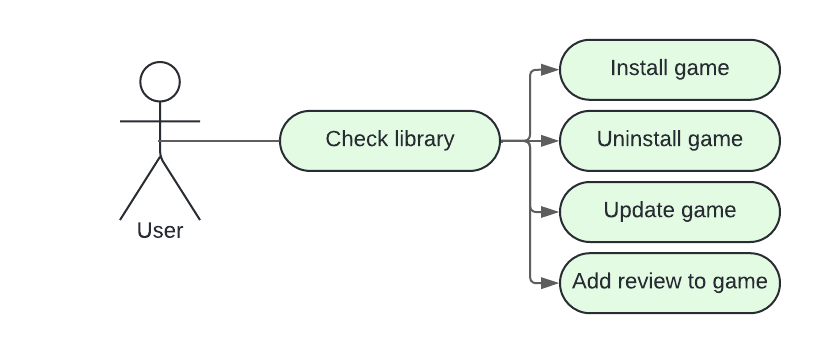 Install game
Check library
Uninstall game
Update game
User
Add review to game